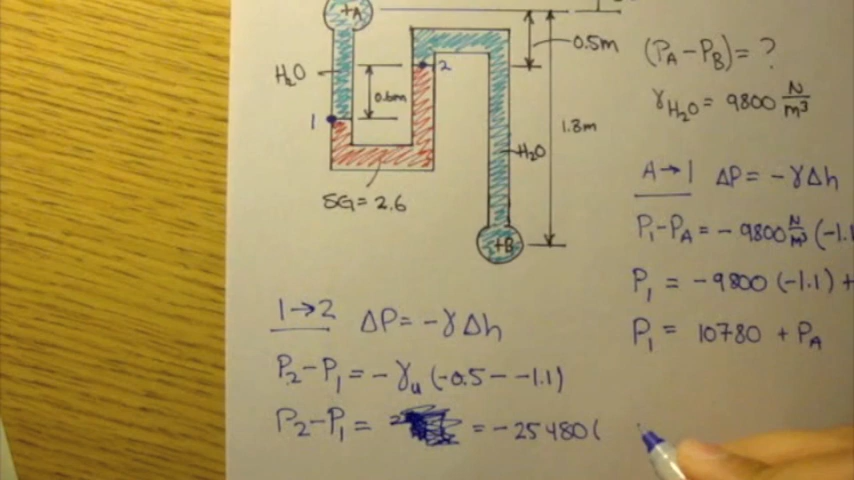 +A
0.5m
H₂O
2
0.6m
1
1.8m
H₂O
SG = 2.6
+B
(PA - PB) = ?
γH₂O = 9800 N/m³
A→1 ΔP = -γΔh
P₁-PA = -9800 N/m³ (-1.1
P₁ = -9800 (-1.1) +
P₁ = 10780 + PA
1→2 ΔP = -γΔh
P₂-P₁ = -γu (-0.5 - -1.1)
P₂-P₁ = = -25480(